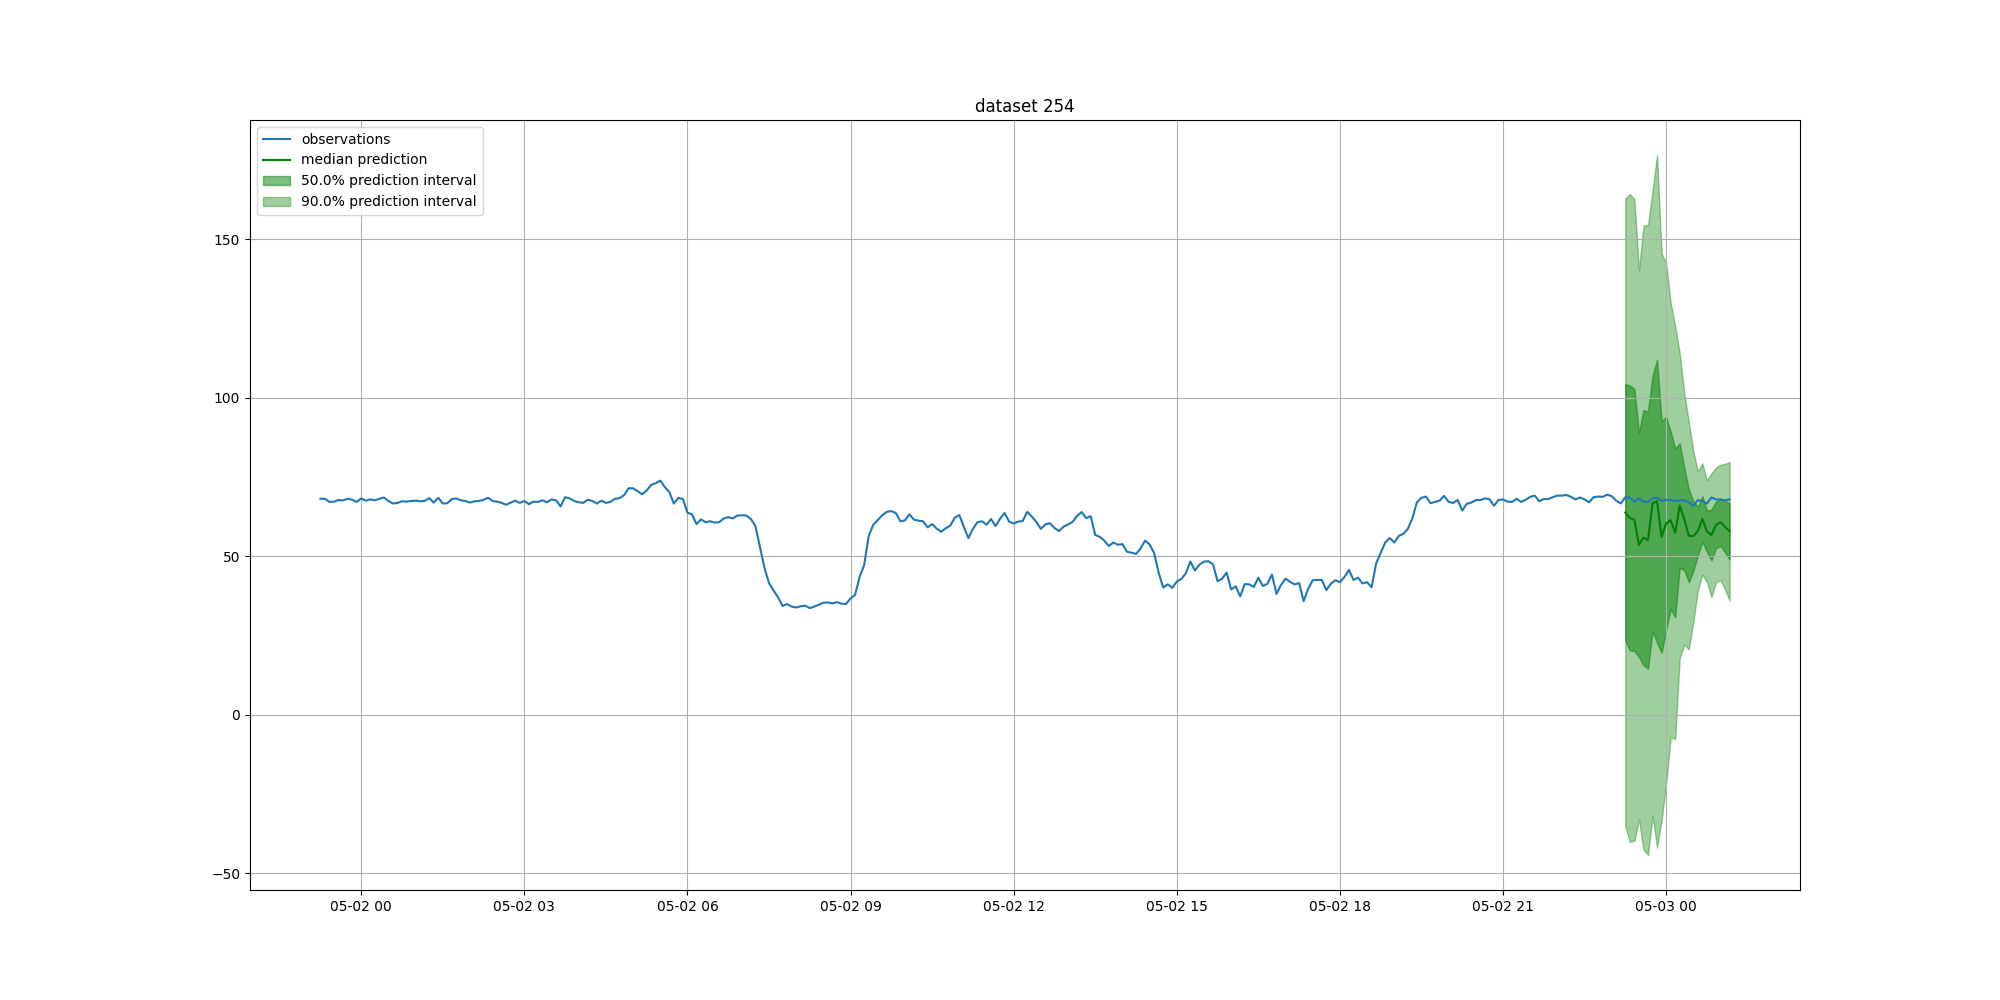 dataset 254
observations
median prediction
50.0% prediction interval
90.0% prediction interval
150
100
50
0
−50
05-02 00
05-02 03
05-02 06
05-02 09
05-02 12
05-02 15
05-02 18
05-02 21
05-03 00